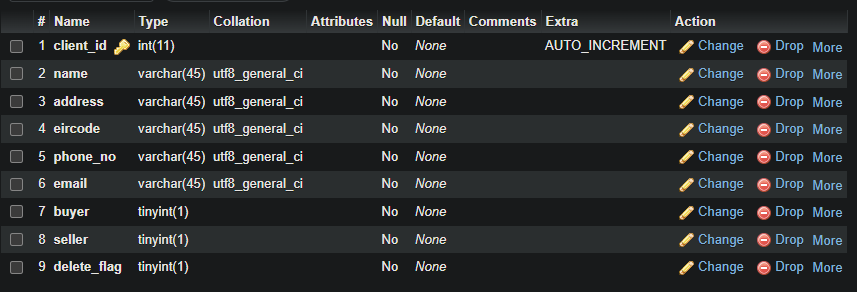 # Name Type Collation Attributes Null Default Comments Extra Action
1 client_id int(11) No None AUTO_INCREMENT Change Drop More
2 name varchar(45) utf8_general_ci No None Change Drop More
3 address varchar(45) utf8_general_ci No None Change Drop More
4 eircode varchar(45) utf8_general_ci No None Change Drop More
5 phone_no varchar(45) utf8_general_ci No None Change Drop More
6 email varchar(45) utf8_general_ci No None Change Drop More
7 buyer tinyint(1) No None Change Drop More
8 seller tinyint(1) No None Change Drop More
9 delete_flag tinyint(1) No None Change Drop More